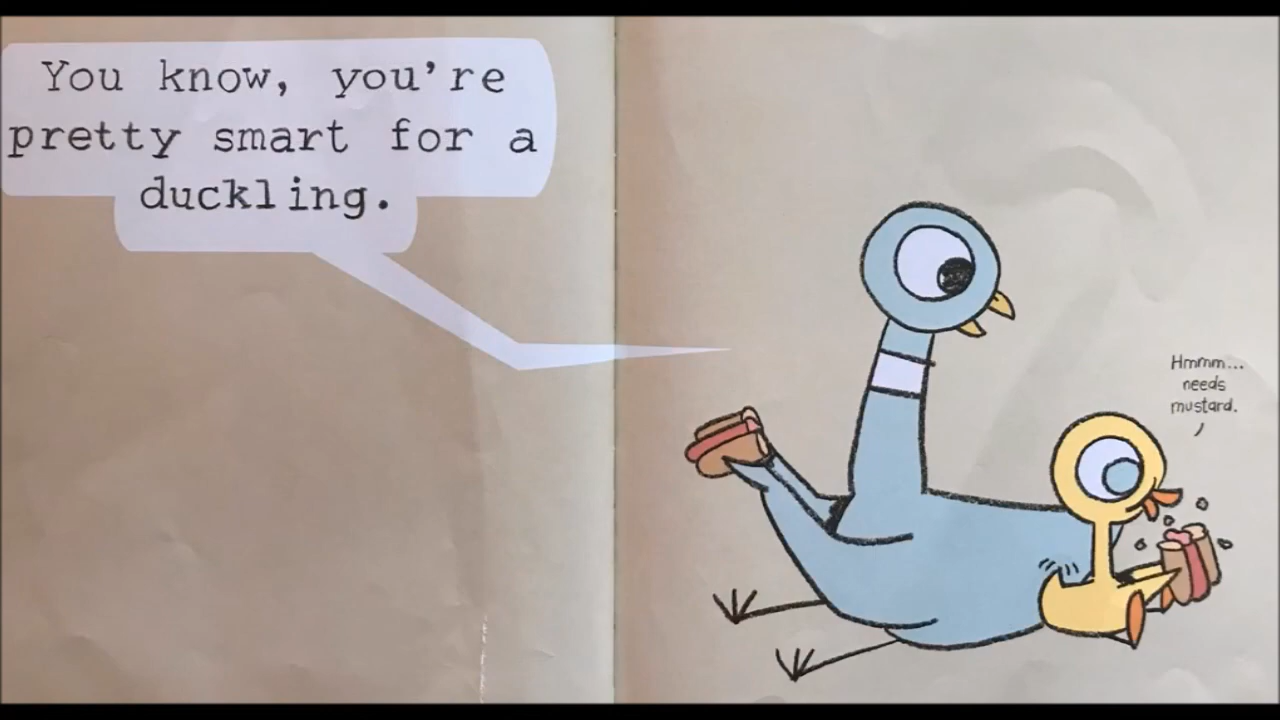 You know, you're
pretty smart for a
duckling.
Hmmm...
needs
mustard.